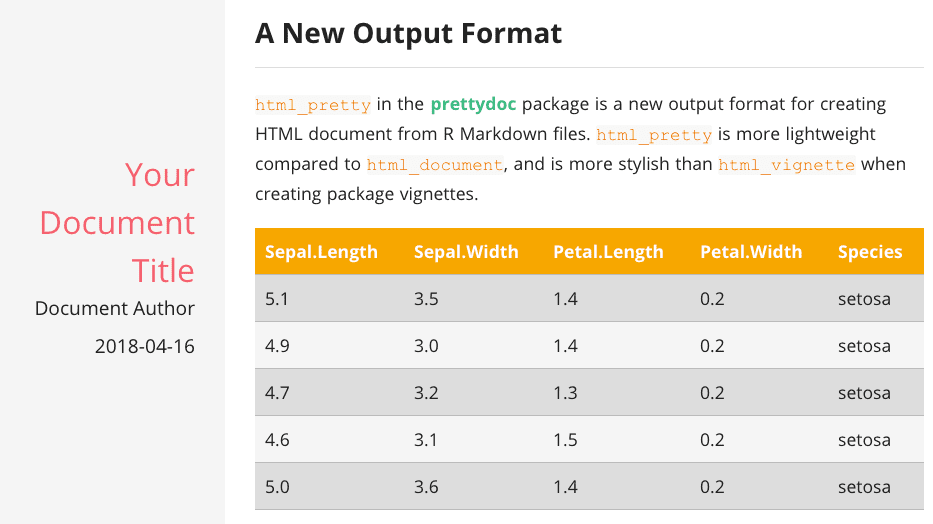 Your
Document
Title
Document Author
2018-04-16
A New Output Format
html_pretty in the prettydoc package is a new output format for creating
HTML document from R Markdown files. html_pretty is more lightweight
compared to html_document, and is more stylish than html_vignette when
creating package vignettes.
Sepal.Length Sepal.Width Petal.Length Petal.Width Species
5.1 3.5 1.4 0.2 setosa
4.9 3.0 1.4 0.2 setosa
4.7 3.2 1.3 0.2 setosa
4.6 3.1 1.5 0.2 setosa
5.0 3.6 1.4 0.2 setosa